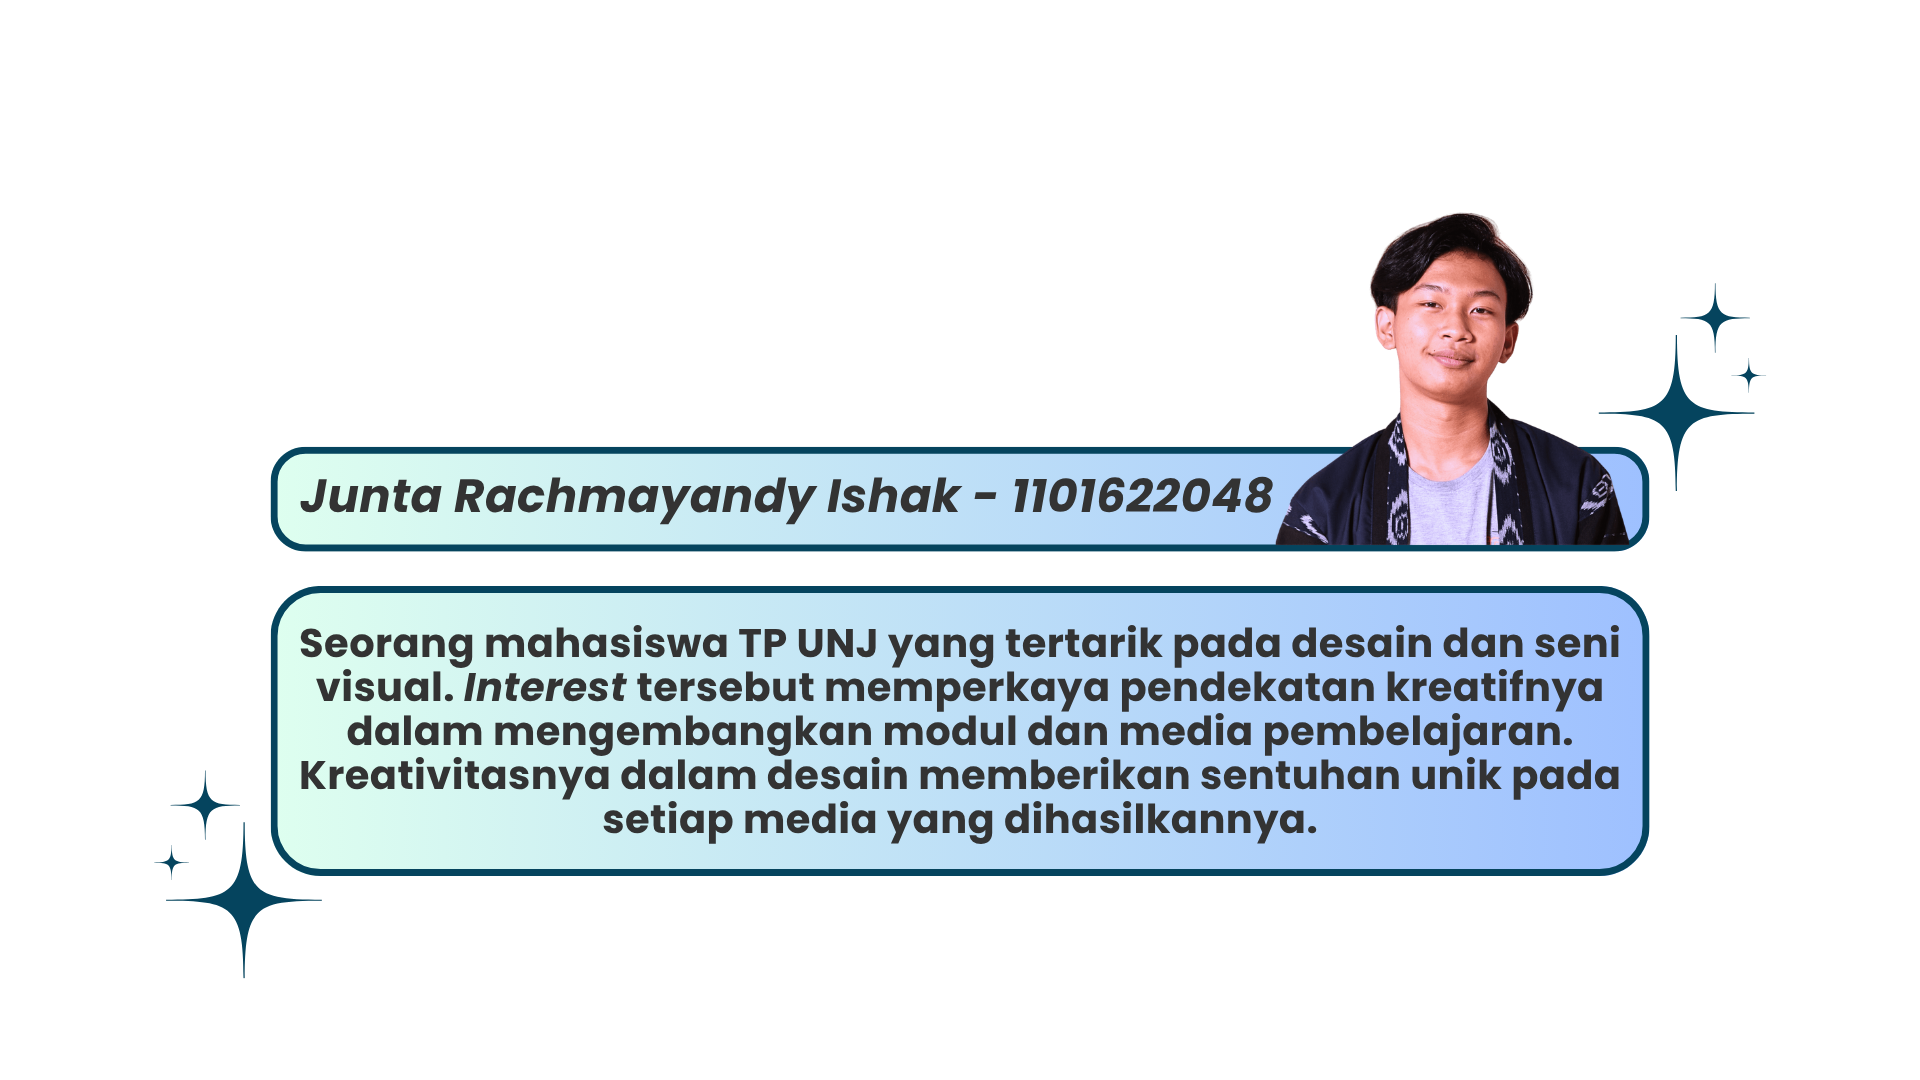 Junta Rachmayandy Ishak - 1101622048
Seorang mahasiswa TP UNJ yang tertarik pada desain dan seni
visual. Interest tersebut memperkaya pendekatan kreatifnya
dalam mengembangkan modul dan media pembelajaran.
Kreativitasnya dalam desain memberikan sentuhan unik pada
setiap media yang dihasilkannya.